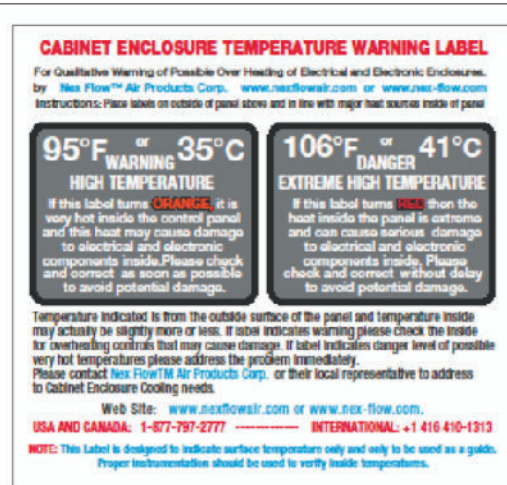 CABINET ENCLOSURE TEMPERATURE WARNING LABEL
For Qualitative Warning of Possible Over Heating of Electrical and Electronic Enclosures.
by Nex Flow™ Air Products Corp. www.nexflowair.com or www.nex-flow.com
Instructions: Place labels on outside of panel above and in line with major heat sources inside of panel
95°F or 35°C
WARNING
HIGH TEMPERATURE
If this label turns ORANGE, it is
very hot inside the control panel
and this heat may cause damage
to electrical and electronic
components inside.Please check
and correct as soon as possible
to avoid potential damage.
106°F or 41°C
DANGER
EXTREME HIGH TEMPERATURE
If this label turns RED then the
heat inside the panel is extreme
and can cause serious damage
to electrical and electronic
components inside. Please
check and correct without delay
to avoid potential damage.
Temperature indicated is from the outside surface of the panel and temperature inside
may actually be slightly more or less. If label indicates warning please check the inside
for overheating controls that may cause damage. If label indicates danger level of possible
very hot temperatures please address the problem immediately.
Please contact Nex FlowTM Air Products Corp. or their local representative to address
to Cabinet Enclosure Cooling needs.
Web Site: www.nexflowair.com or www.nex-flow.com.
USA AND CANADA: 1-877-797-2777 ------------- INTERNATIONAL: +1 416 410-1313
NOTE: This Label is designed to indicate surface temperature only and only to be used as a guide.
Proper instrumentation should be used to verify inside temperatures.